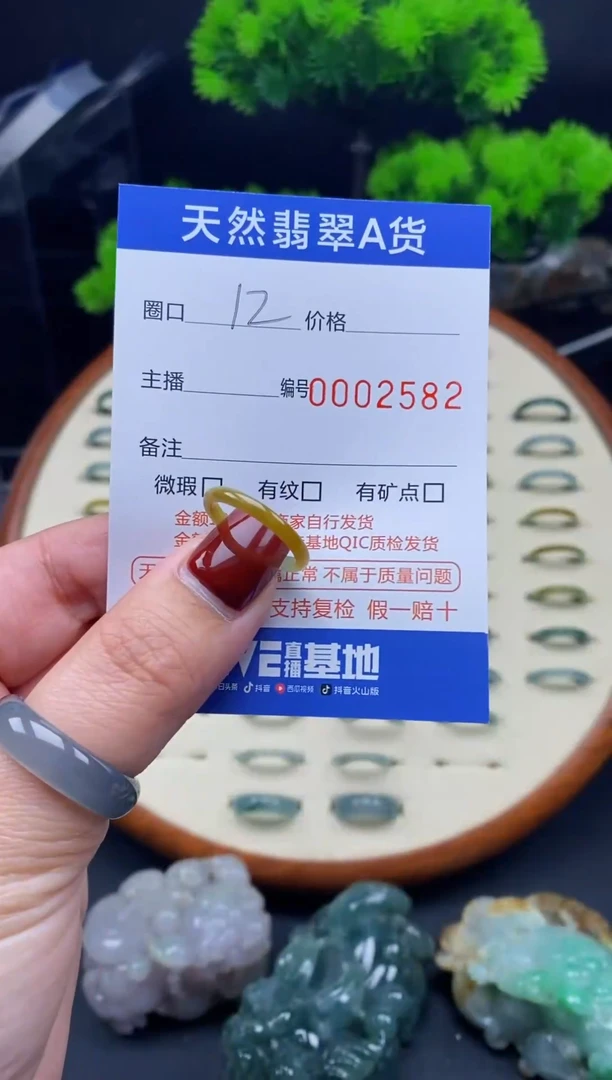 天然翡翠A货
圈口 12 价格
主播 编号0002582
备注
微瑕 有纹 有矿点
金额 商家自行发货
金 基地QIC质检发货
正常 不属于质量问题
支持复检 假一赔十
VE直播基地
头条 抖音 西瓜视频 抖音火山版